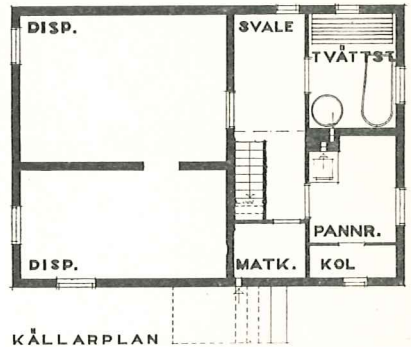 DISP.
SVALE
TVÄTTST.
PANNR.
DISP.
MATK.
KOL
KÄLLARPLAN